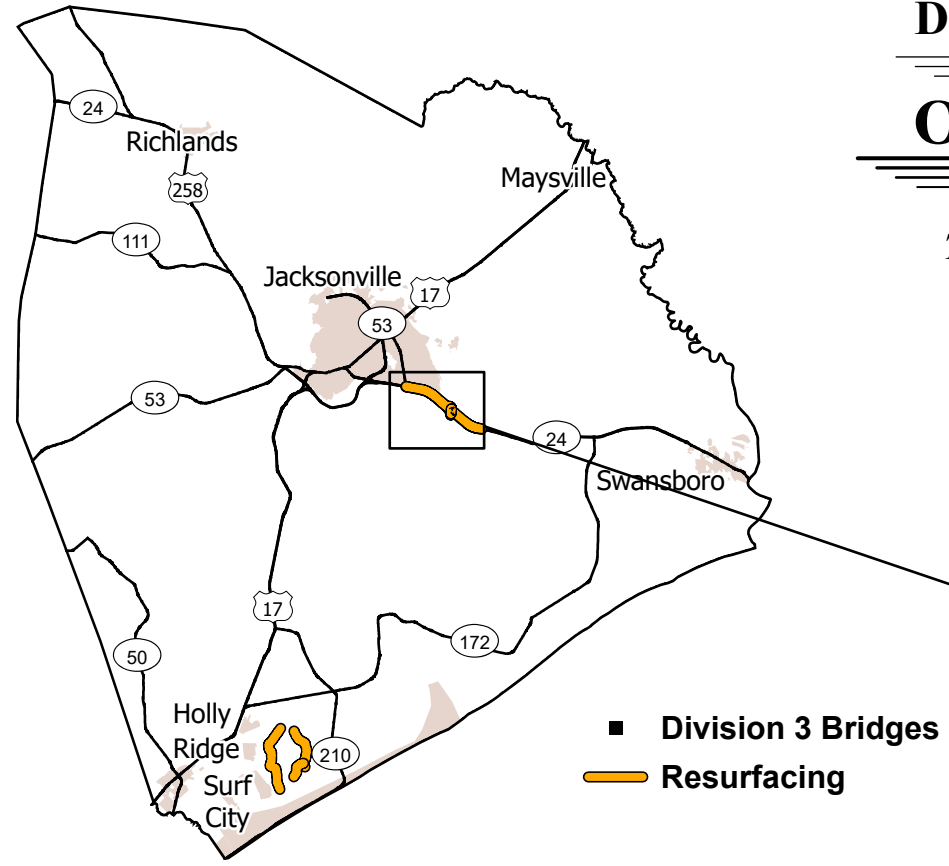 D
O
24
Richlands
258
Maysville
111
Jacksonville
17
53
53
24
Swansboro
17
172
50
Holly
Ridge
210
Surf
City
Division 3 Bridges
Resurfacing